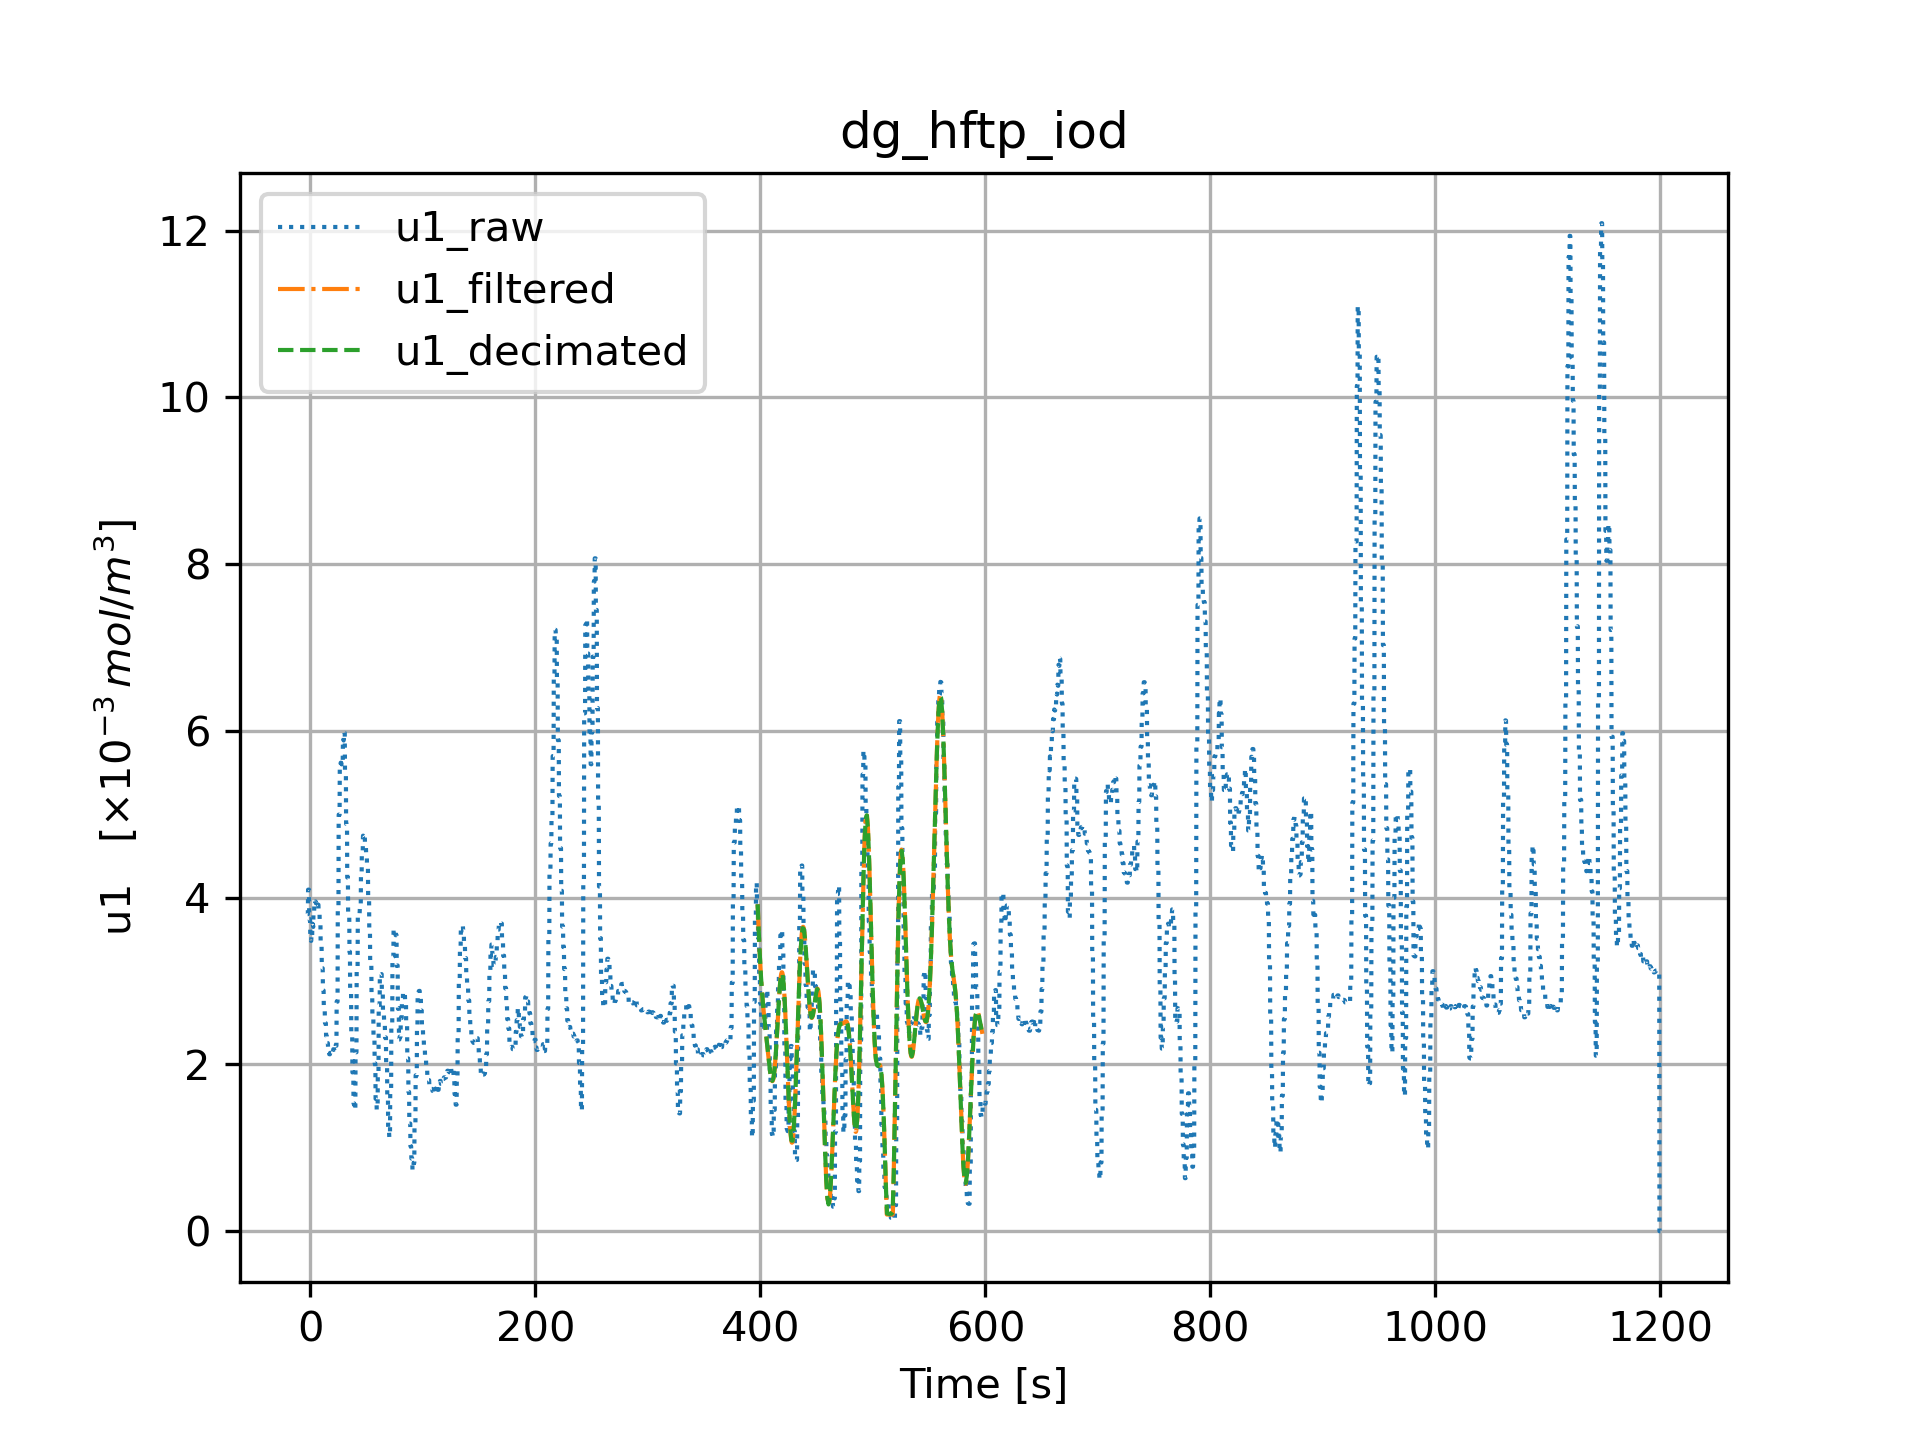 dg_hftp_iod
u1_raw
u1_filtered
u1_decimated
12
10
8
6
4
2
0
u1 [×10⁻³ mol/m³]
0 200 400 600 800 1000 1200
Time [s]